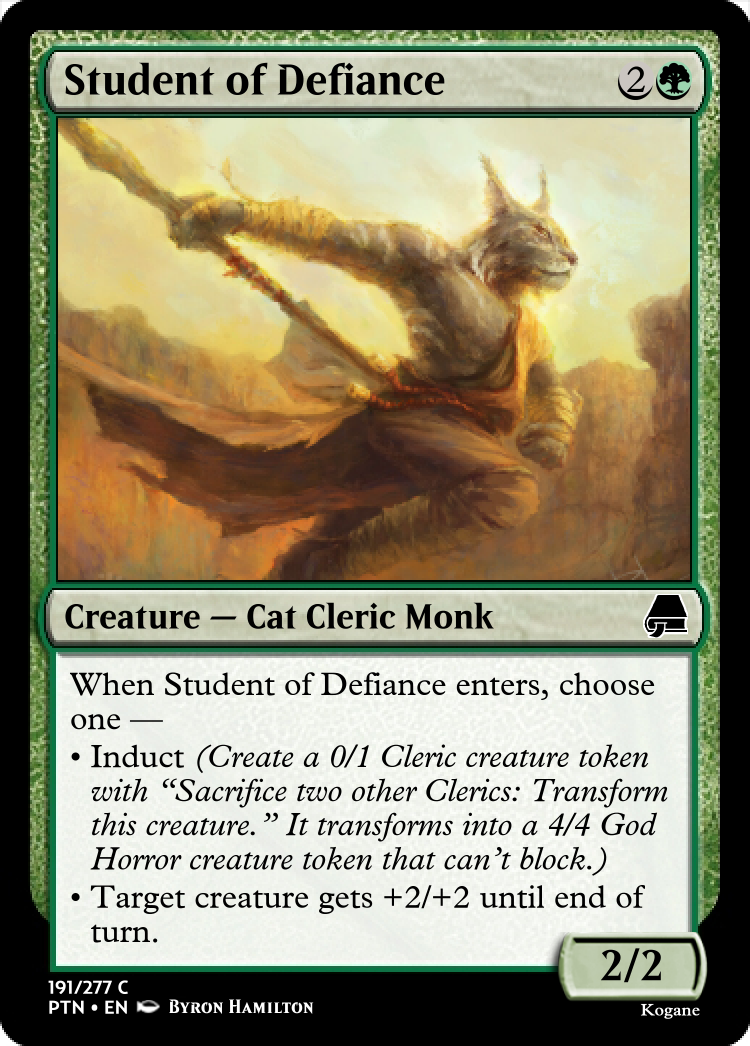 Student of Defiance 2
Creature — Cat Cleric Monk
When Student of Defiance enters, choose
one —
• Induct (Create a 0/1 Cleric creature token
with “Sacrifice two other Clerics: Transform
this creature.” It transforms into a 4/4 God
Horror creature token that can’t block.)
• Target creature gets +2/+2 until end of
turn.
2/2
191/277 C
PTN • EN BYRON HAMILTON
Kogane